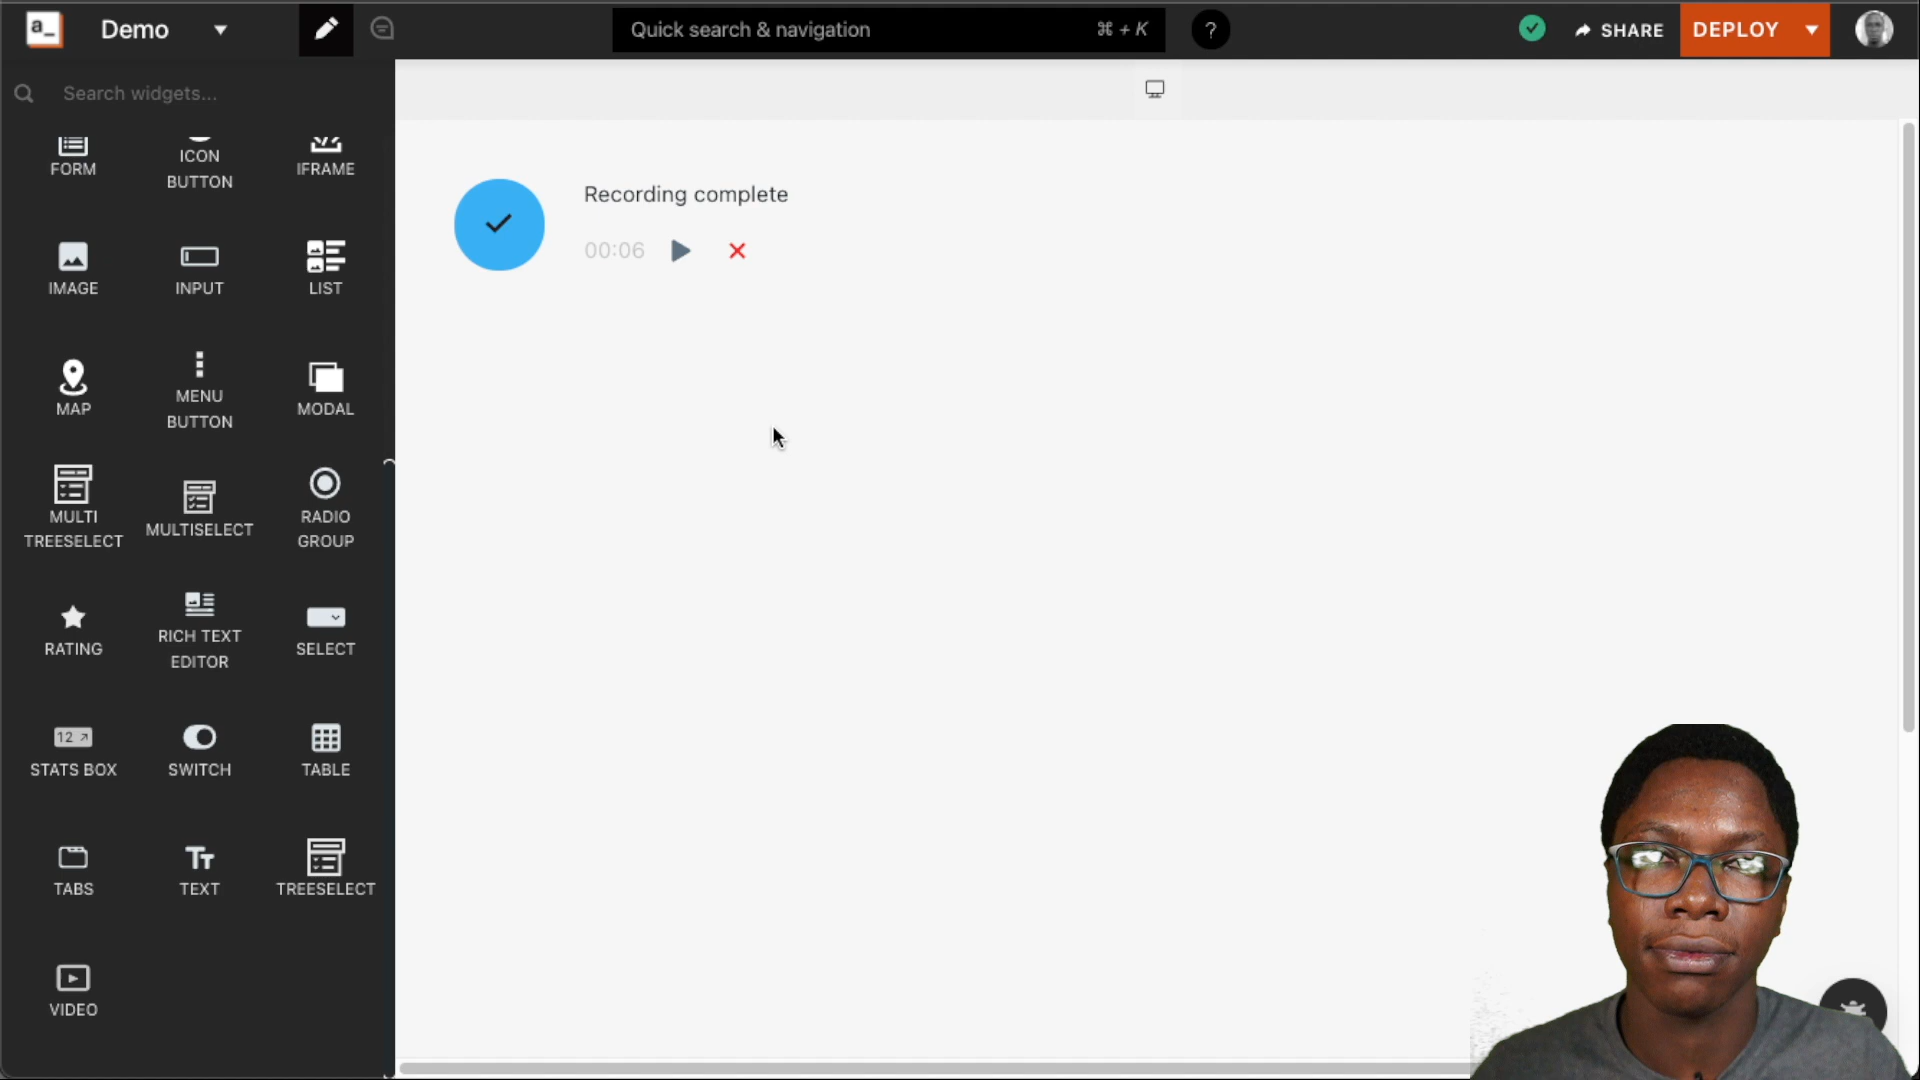 a_ Demo Quick search & navigation ⌘ + K ? SHARE DEPLOY
Search widgets...
FORM ICON BUTTON IFRAME
IMAGE INPUT LIST
MAP MENU BUTTON MODAL
MULTI TREESELECT MULTISELECT RADIO GROUP
RATING RICH TEXT EDITOR SELECT
12
STATS BOX SWITCH TABLE
TABS TEXT TREESELECT
VIDEO
Recording complete
00:06